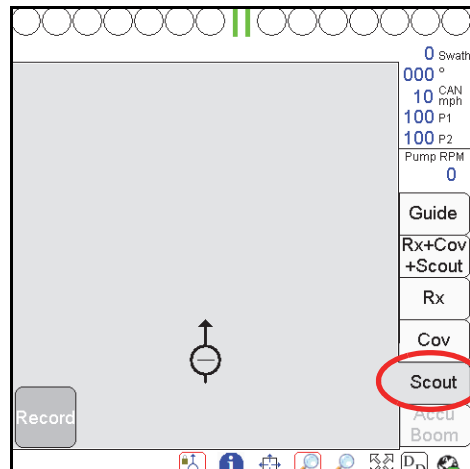 0 Swath
000 °
10 CAN mph
100 P1
100 P2
Pump RPM
0
Guide
Rx+Cov
+Scout
Rx
Cov
Scout
Accu
Boom
Record
D D